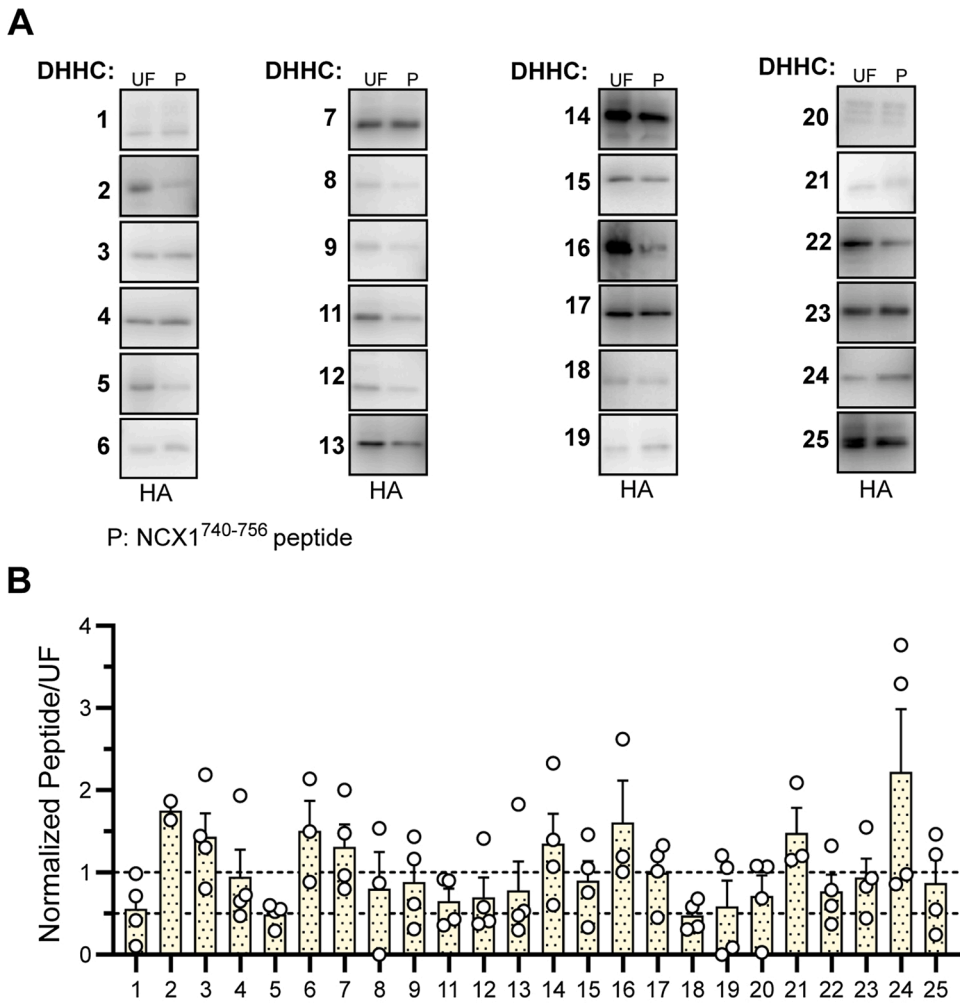 A
DHHC: UF P
1
2
3
4
5
6
HA
DHHC: UF P
7
8
9
11
12
13
HA
DHHC: UF P
14
15
16
17
18
19
HA
DHHC: UF P
20
21
22
23
24
25
HA
P: NCX1740-756 peptide
B
Normalized Peptide/UF
4
3
2
1
0
1 2 3 4 5 6 7 8 9 11 12 13 14 15 16 17 18 19 20 21 22 23 24 25